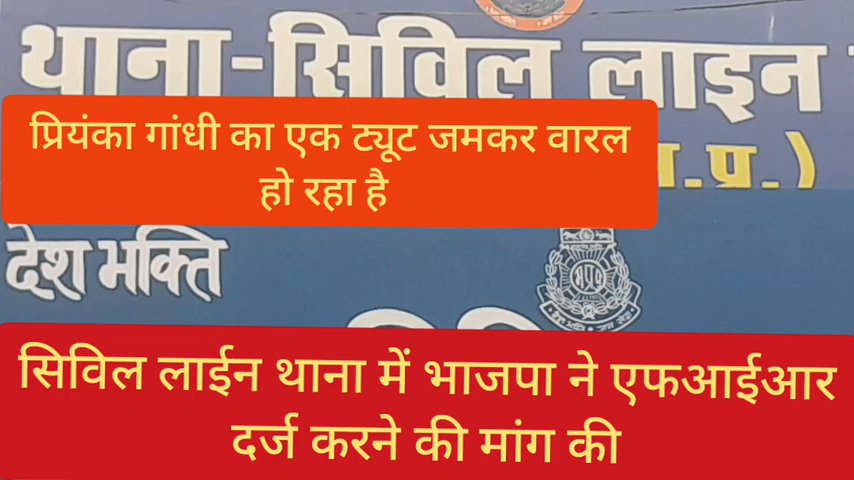 थाना-सिविल लाइन
प्रियंका गांधी का एक ट्यूट जमकर वारल
हो रहा है
.प्र.)
देश भक्ति
सिविल लाईन थाना में भाजपा ने एफआईआर
दर्ज करने की मांग की